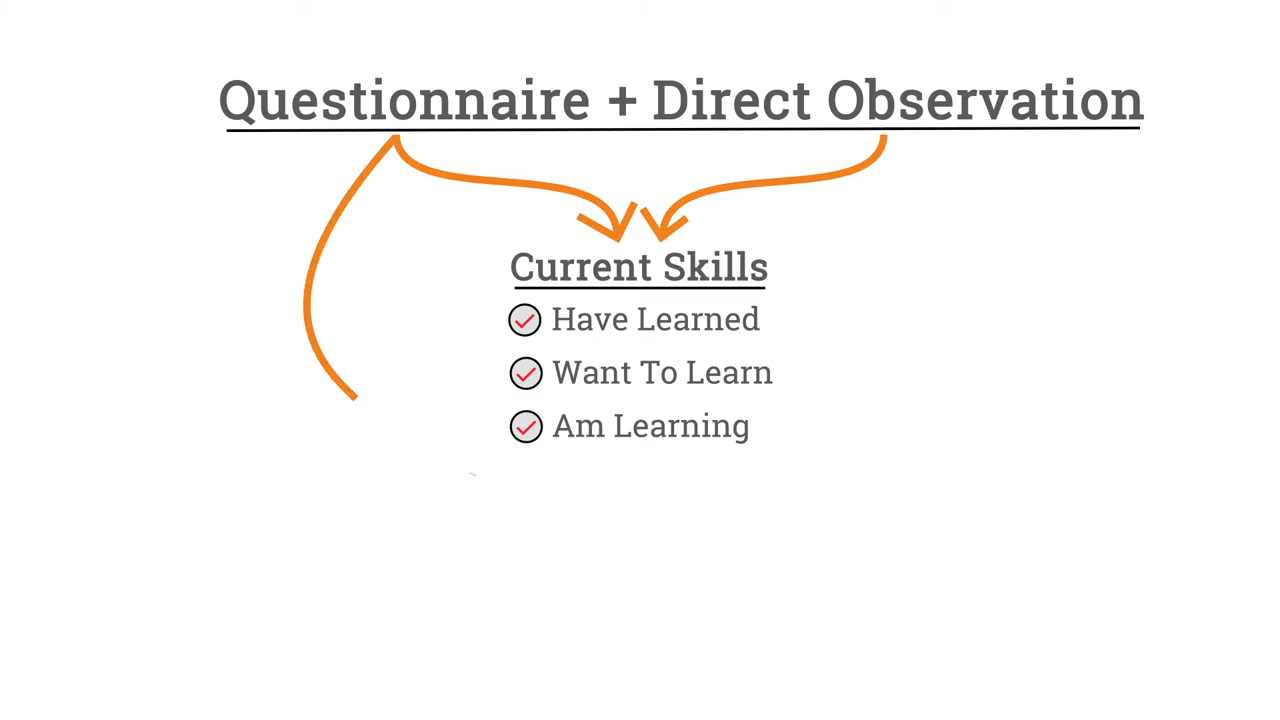 Questionnaire + Direct Observation
Current Skills
Have Learned
Want To Learn
Am Learning